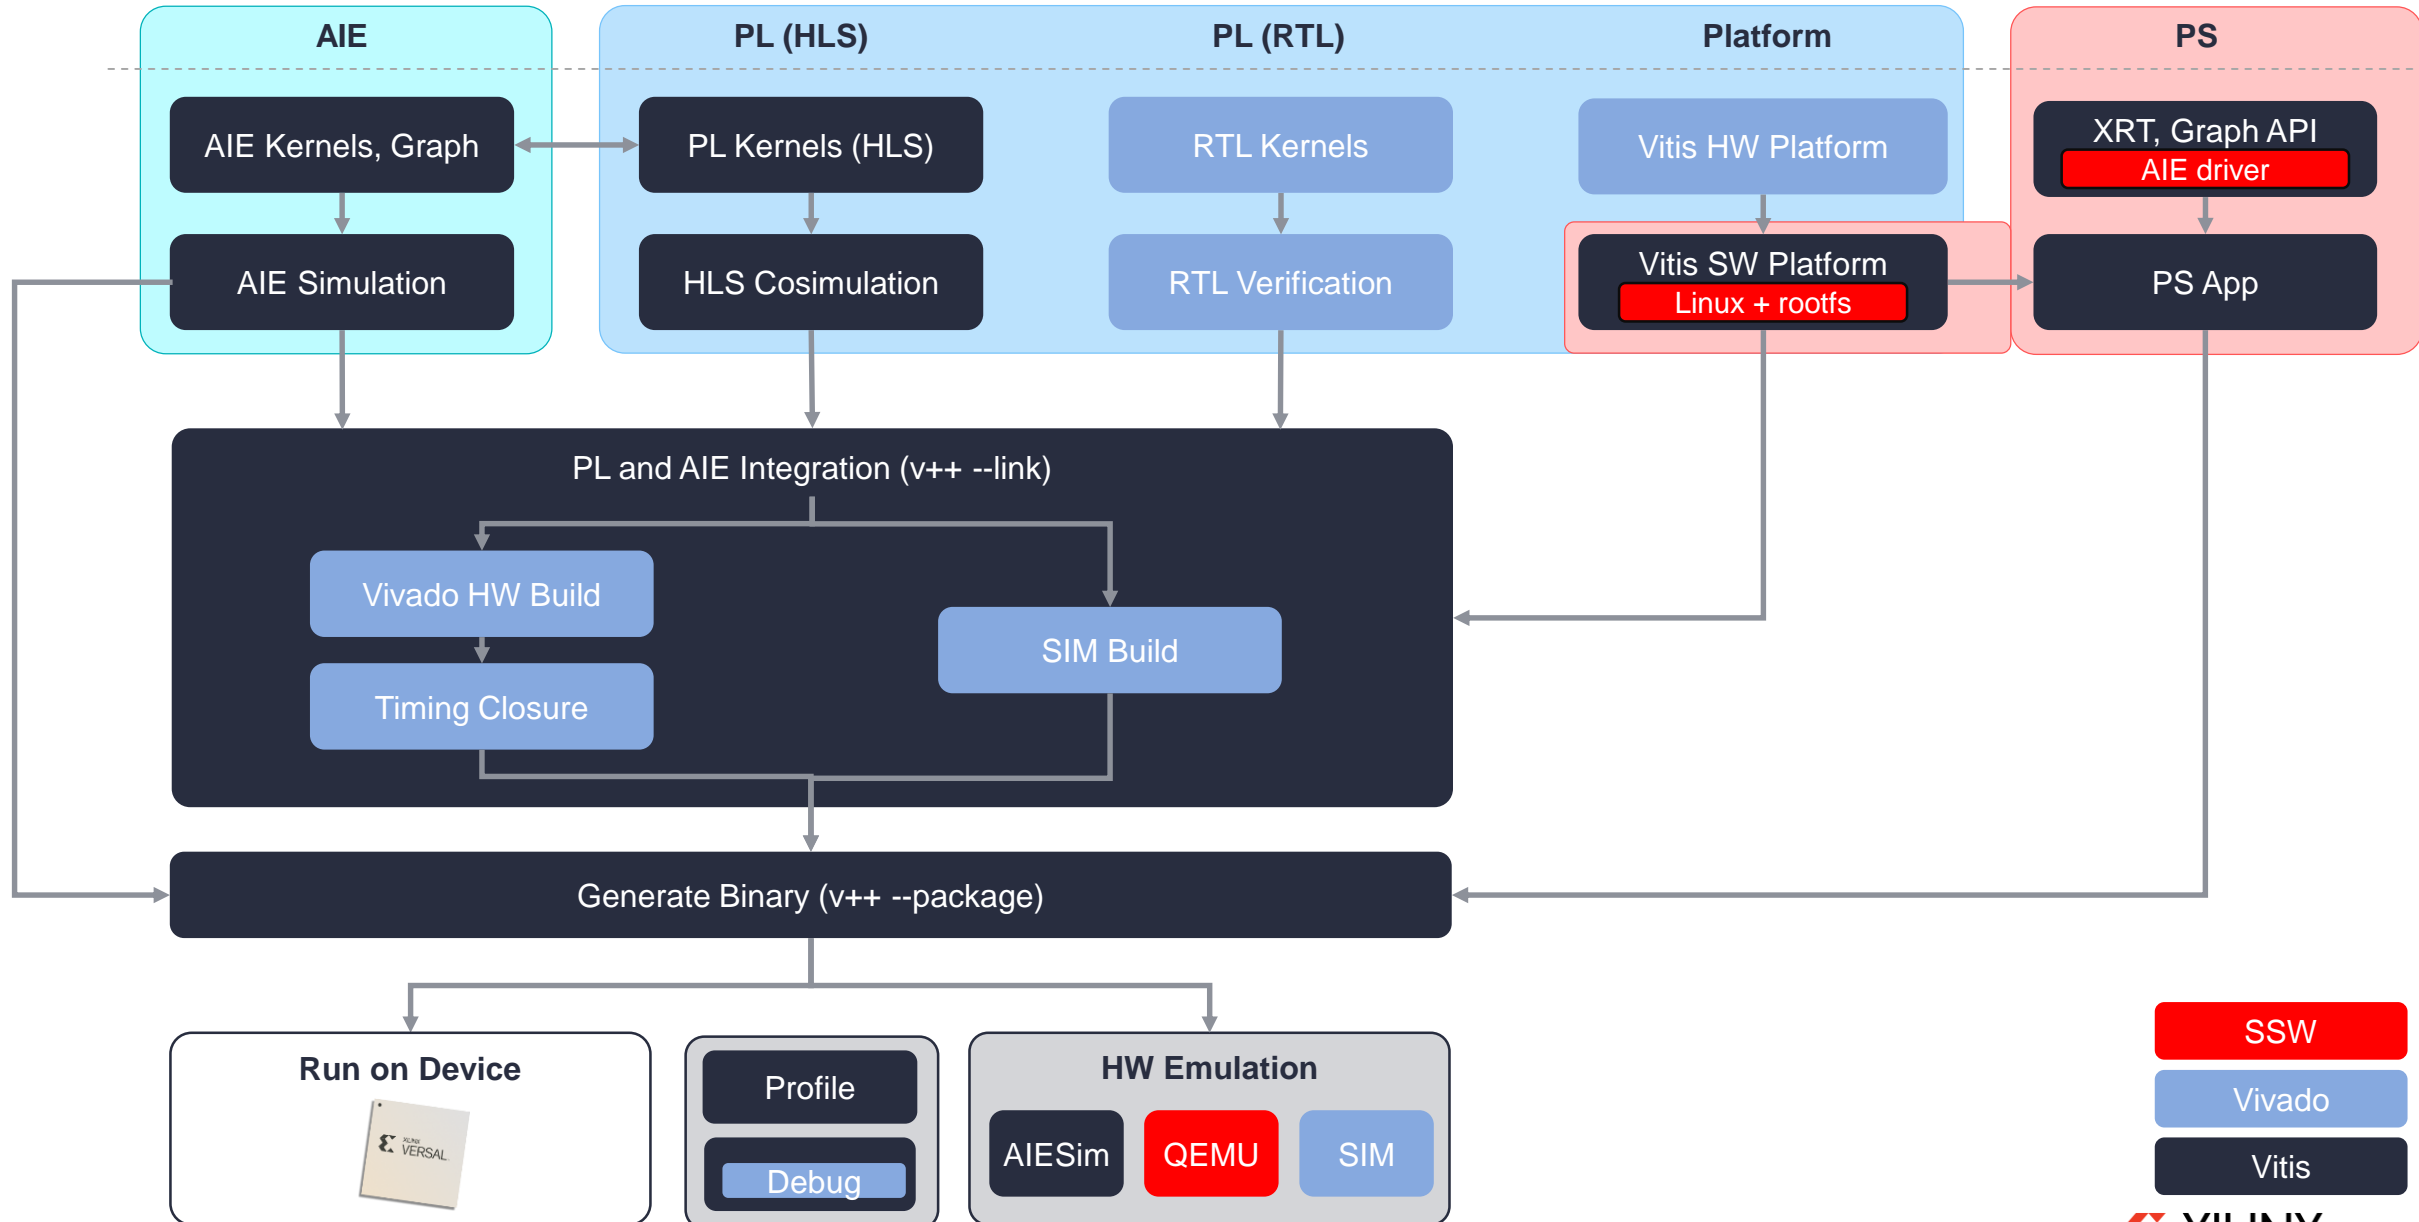 AIE
PL (HLS)
PL (RTL)
Platform
PS
AIE Kernels, Graph
PL Kernels (HLS)
RTL Kernels
Vitis HW Platform
XRT, Graph API
AIE driver
AIE Simulation
HLS Cosimulation
RTL Verification
Vitis SW Platform
Linux + rootfs
PS App
PL and AIE Integration (v++ --link)
Vivado HW Build
SIM Build
Timing Closure
Generate Binary (v++ --package)
Run on Device
XILINX
VERSAL
Profile
Debug
HW Emulation
AIESim
QEMU
SIM
SSW
Vivado
Vitis
XILINX